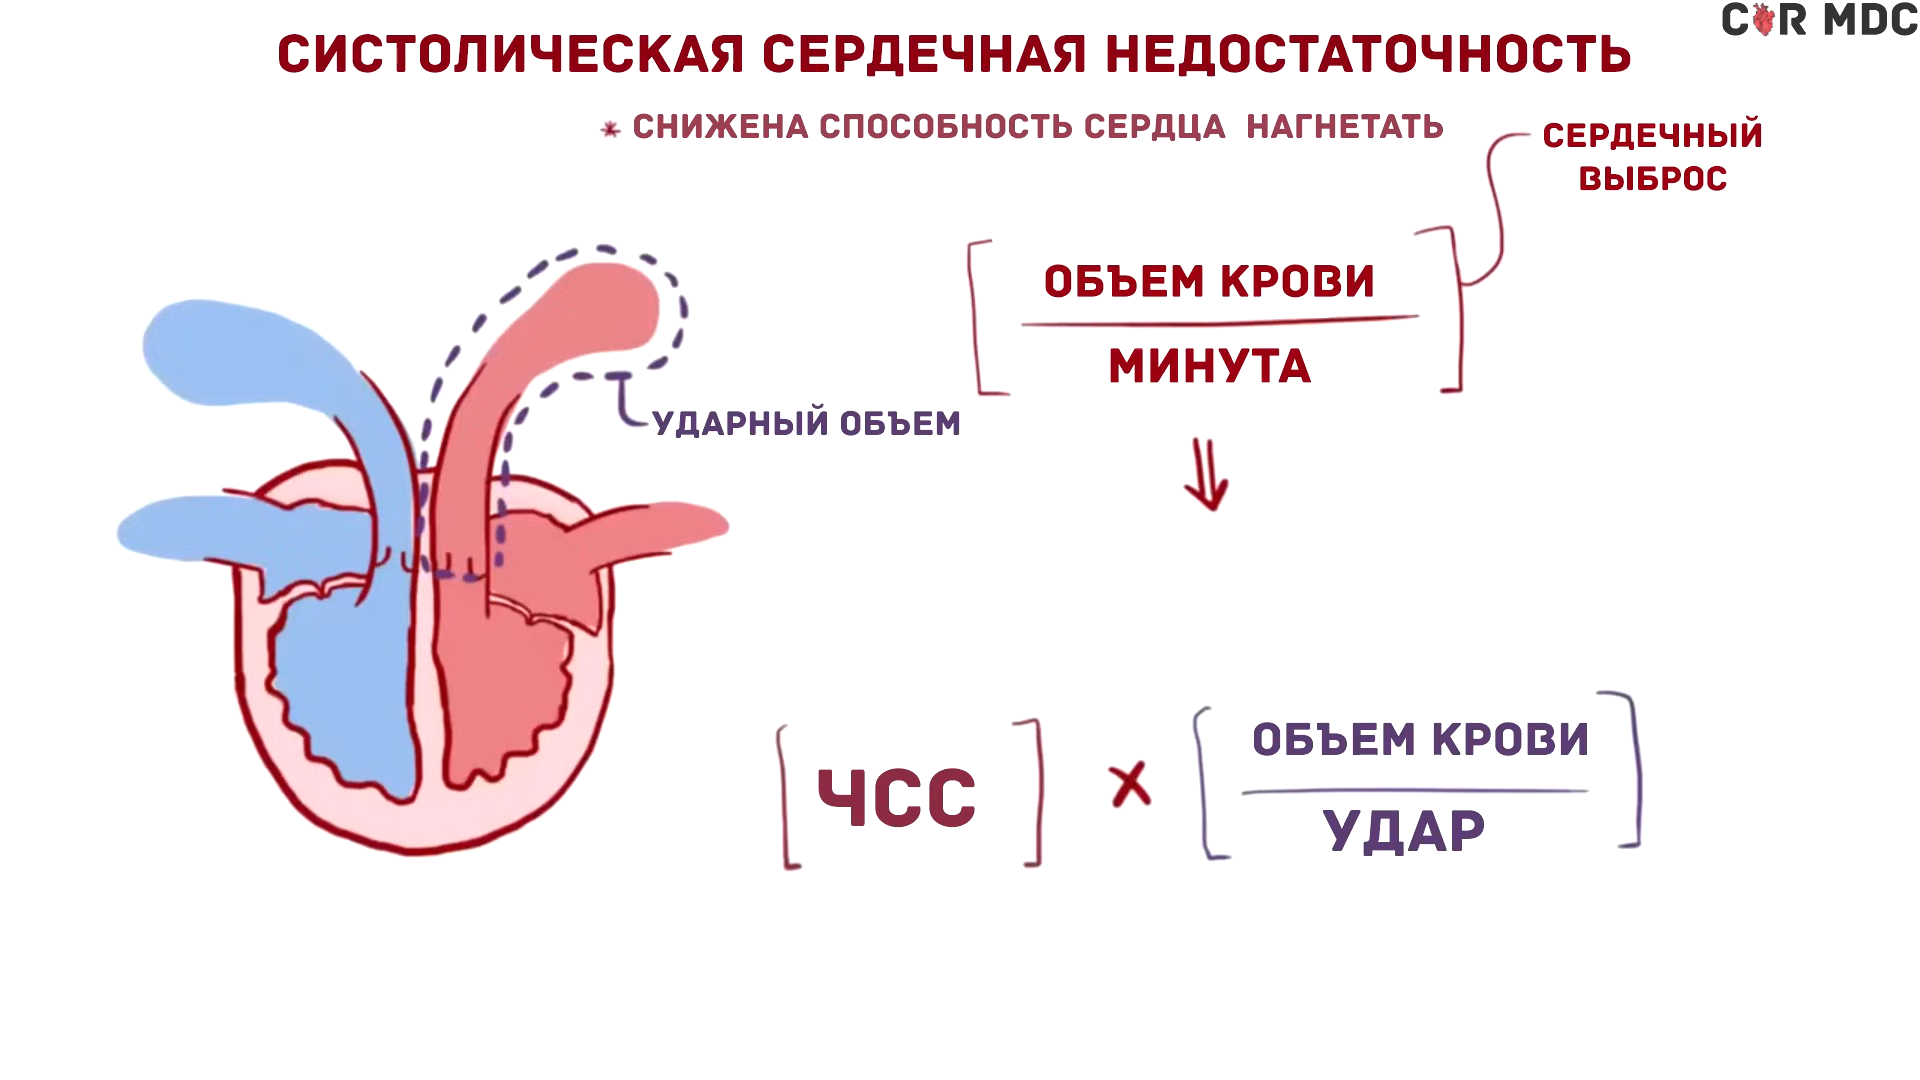 C R MDC
СИСТОЛИЧЕСКАЯ СЕРДЕЧНАЯ НЕДОСТАТОЧНОСТЬ
* СНИЖЕНА СПОСОБНОСТЬ СЕРДЦА НАГНЕТАТЬ
СЕРДЕЧНЫЙ
ВЫБРОС
ОБЪЕМ КРОВИ
МИНУТА
УДАРНЫЙ ОБЪЕМ
ЧСС
×
ОБЪЕМ КРОВИ
УДАР